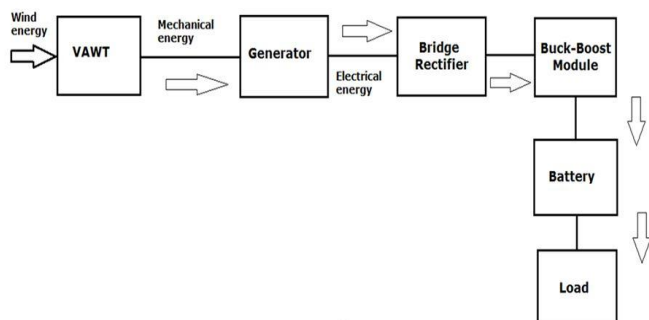 Wind
energy
VAWT
Mechanical
energy
Generator
Electrical
energy
Bridge
Rectifier
Buck-Boost
Module
Battery
Load